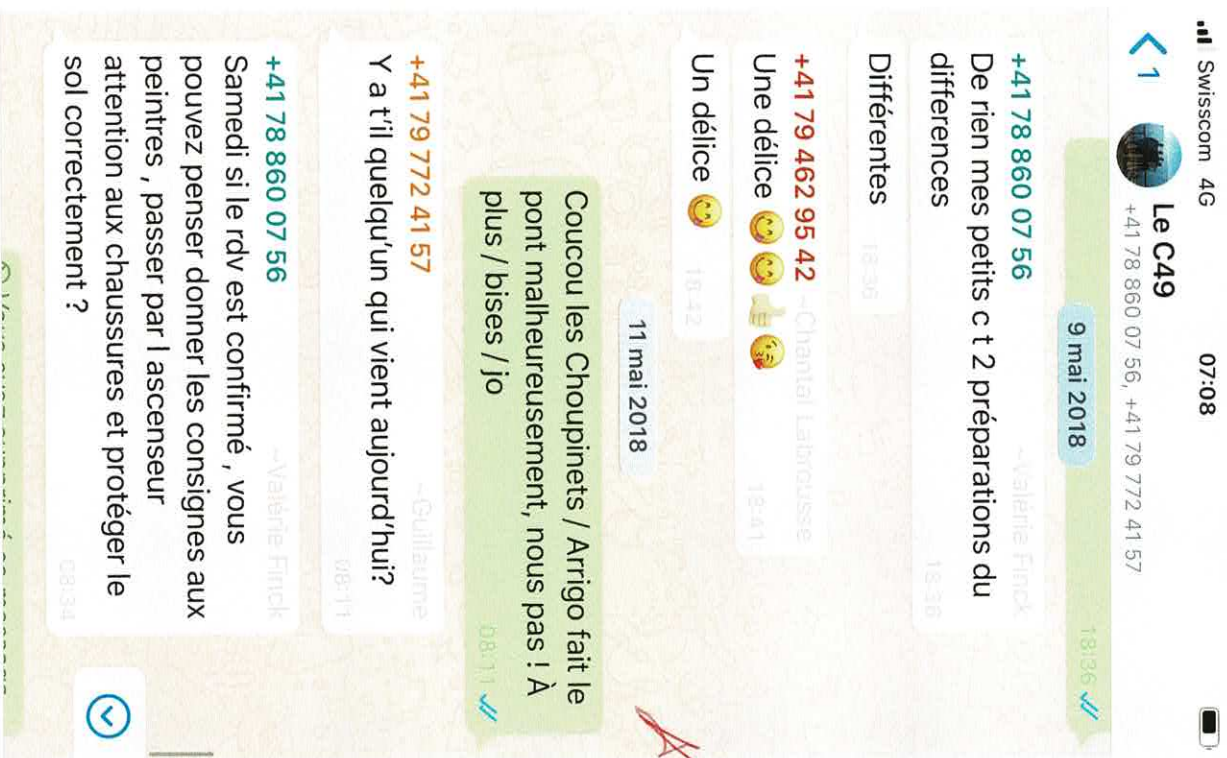 Swisscom 4G 07:08
1
Le C49
+41 78 860 07 56, +41 79 772 41 57
18:36
9 mai 2018
+41 78 860 07 56 ~Valérie Finck
De rien mes petits c t 2 préparations du
differences
18:36
Différentes
18:36
+41 79 462 95 42 ~Chantal Labrousse
Une délice 😋😋👍😘
18:41
Un délice 😋
18:42
11 mai 2018
Coucou les Choupinets / Arrigo fait le
pont malheureusement, nous pas ! À
plus / bises / jo
08:11
+41 79 772 41 57 ~Guillaume
Y a t'il quelqu'un qui vient aujourd'hui?
08:11
+41 78 860 07 56 ~Valérie Finck
Samedi si le rdv est confirmé , vous
pouvez penser donner les consignes aux
peintres , passer par l ascenseur
attention aux chaussures et protéger le
sol correctement ?
08:34